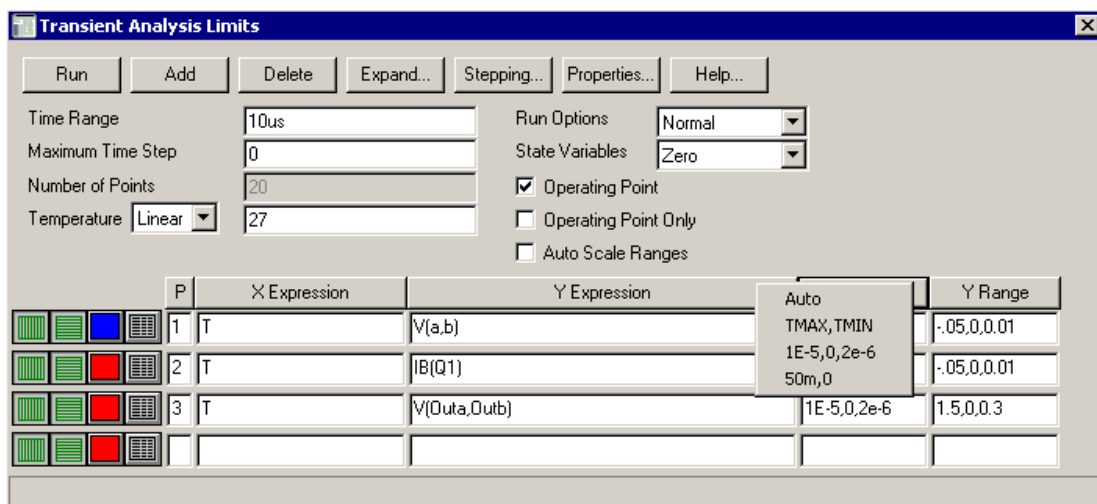 Transient Analysis Limits
Run Add Delete Expand... Stepping... Properties... Help...
Time Range 10us Run Options Normal
Maximum Time Step 0 State Variables Zero
Number of Points 20 Operating Point
Temperature Linear 27 Operating Point Only
Auto Scale Ranges
P X Expression Y Expression Y Range
Auto
TMAX,TMIN
1E-5,0,2e-6
50m,0
1 T V(a,b) -.05,0,0.01
2 T IB(Q1) -.05,0,0.01
3 T V(Outa,Outb) 1E-5,0,2e-6 1.5,0,0.3